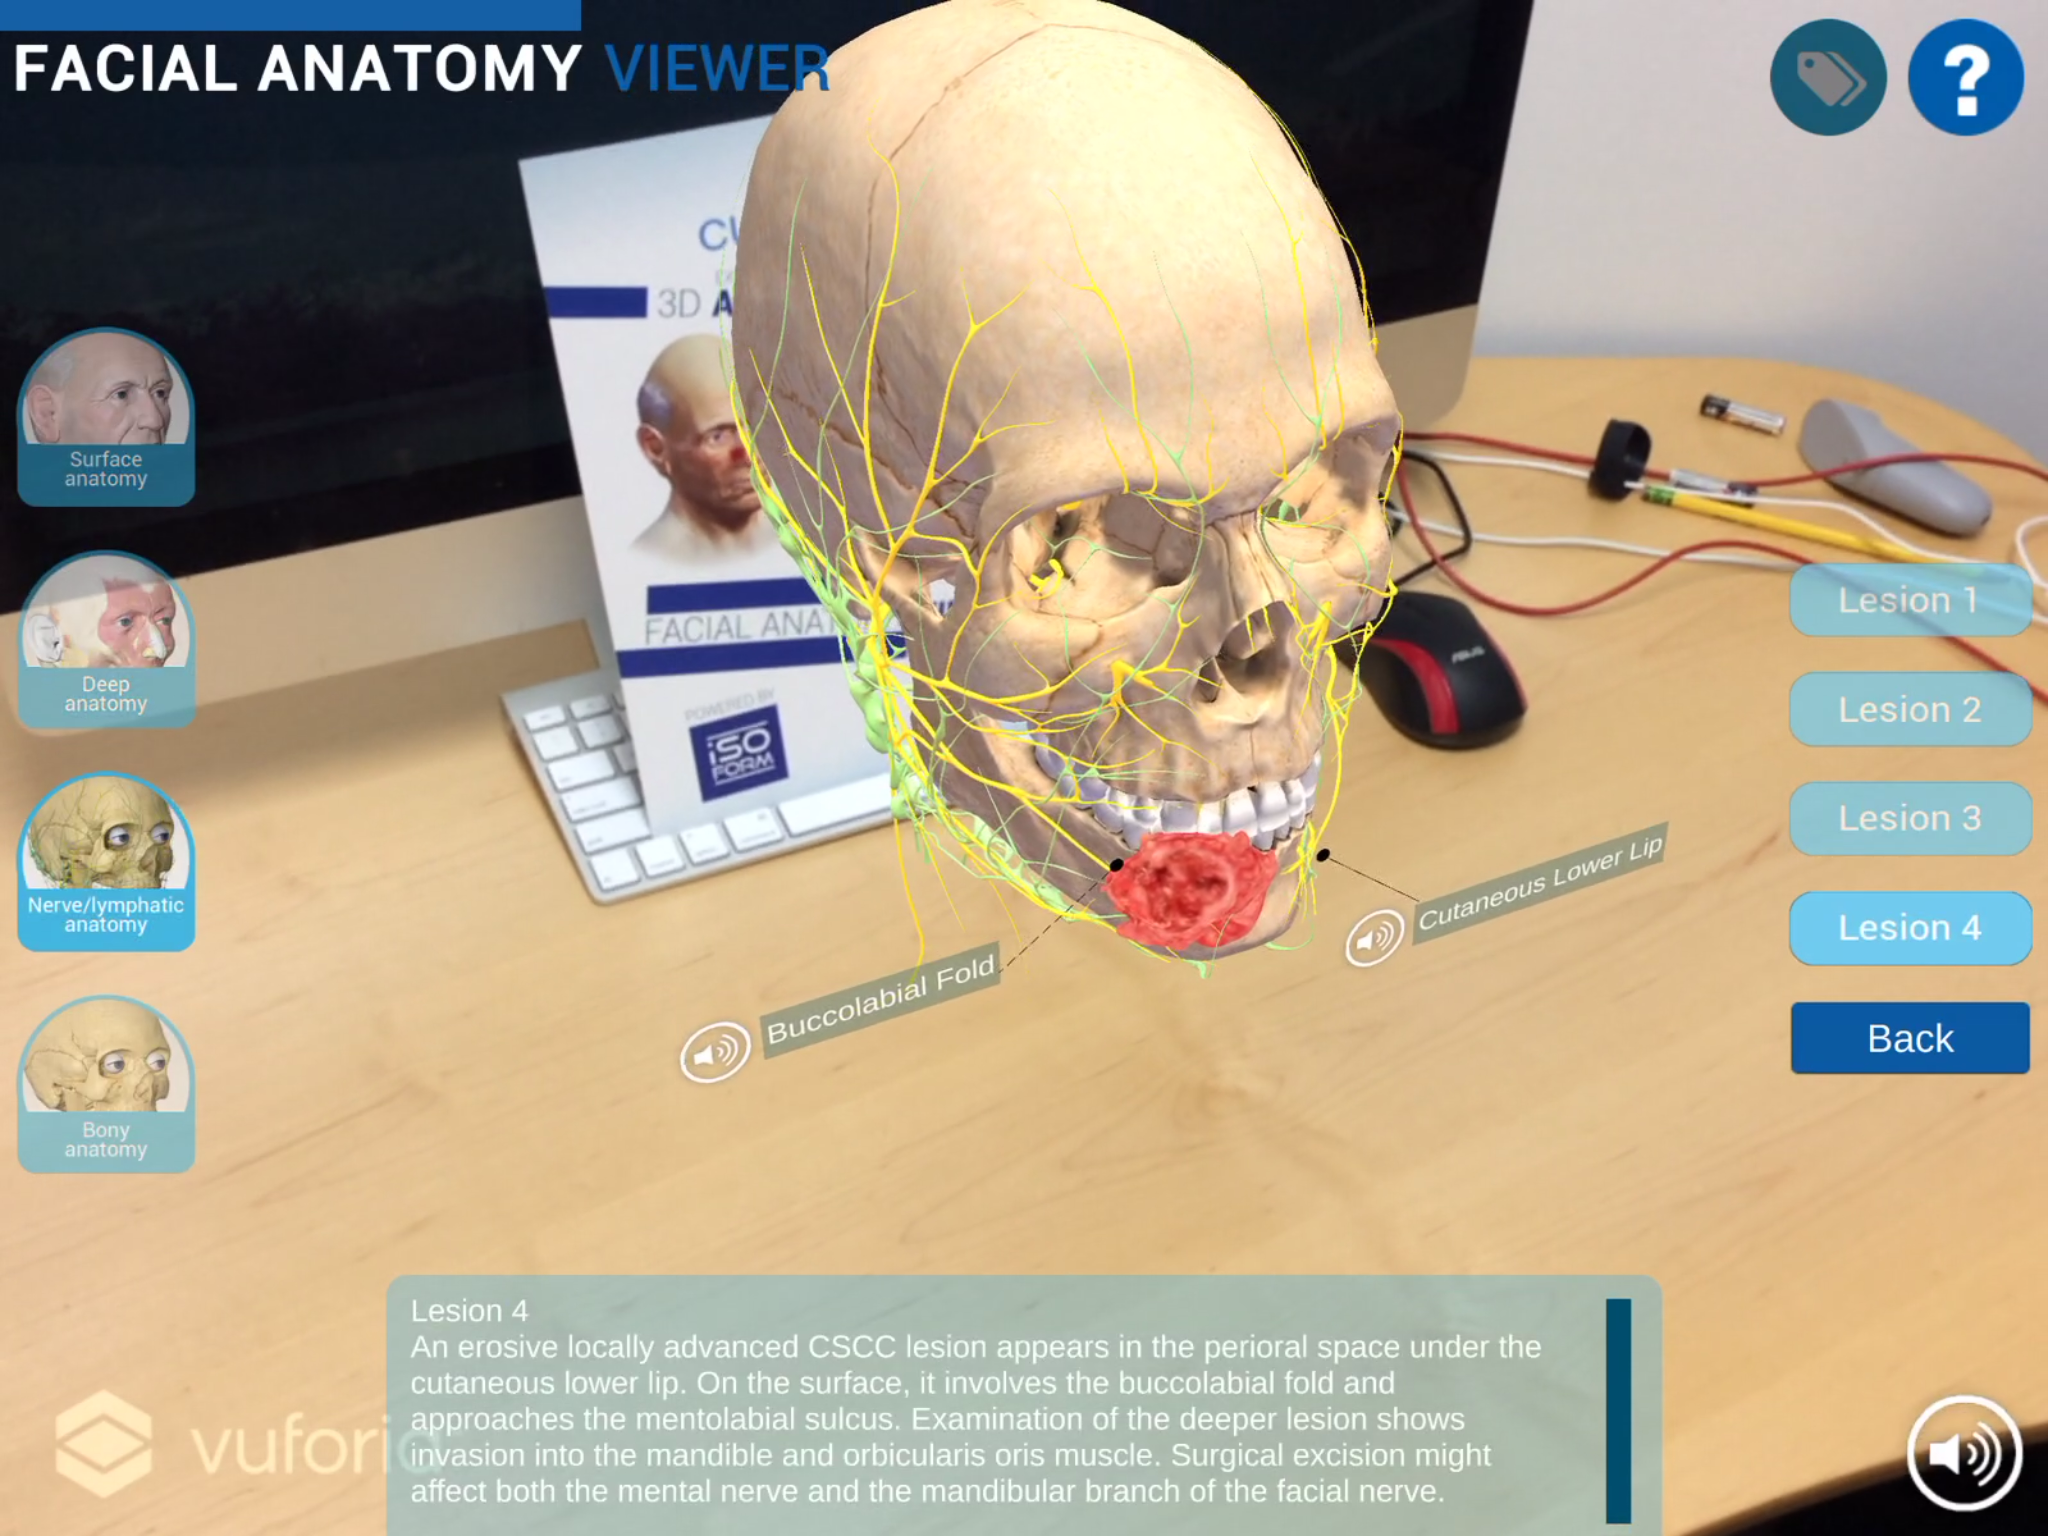 FACIAL ANATOMY VIEWER
3D
FACIAL ANAT
POWERED BY
iSO
FORM
ASUS
Surface
anatomy
Deep
anatomy
Nerve/lymphatic
anatomy
Bony
anatomy
Lesion 1
Lesion 2
Lesion 3
Lesion 4
Back
Cutaneous Lower Lip
Buccolabial Fold
Lesion 4
An erosive locally advanced CSCC lesion appears in the perioral space under the
cutaneous lower lip. On the surface, it involves the buccolabial fold and
approaches the mentolabial sulcus. Examination of the deeper lesion shows
invasion into the mandible and orbicularis oris muscle. Surgical excision might
affect both the mental nerve and the mandibular branch of the facial nerve.
vuforia
?